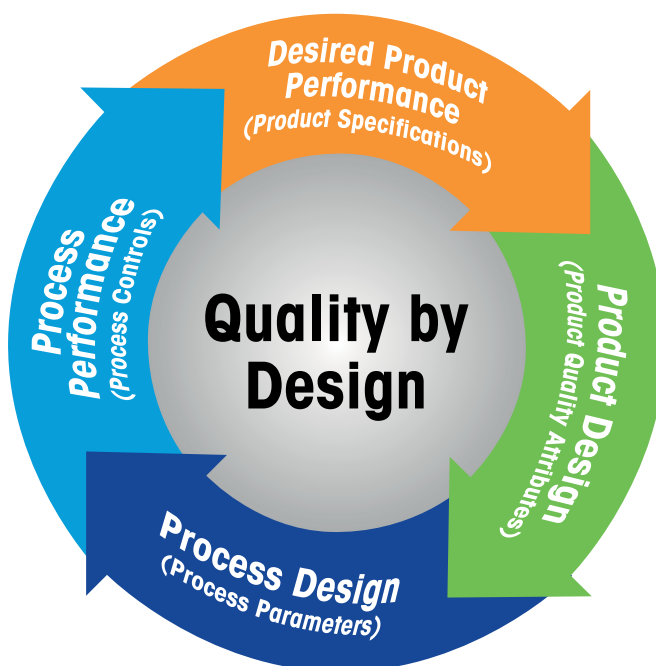 Desired Product
Performance
(Product Specifications)
Product Design
(Product Quality Attributes)
Process Design
(Process Parameters)
Process
Performance
(Process Controls)
Quality by
Design